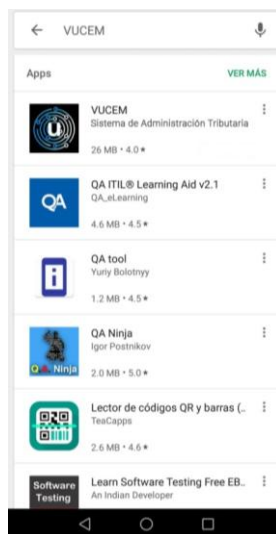 VUCEM
Apps VER MÁS
VUCEM
Sistema de Administración Tributaria
26 MB • 4.0 ★
QA
QA ITIL® Learning Aid v2.1
QA_eLearning
4.6 MB • 4.5 ★
QA tool
Yuriy Bolotnyy
1.2 MB • 4.5 ★
QA Ninja
QA Ninja
Igor Postnikov
2.0 MB • 5.0 ★
Lector de códigos QR y barras (..
TeaCapps
2.6 MB • 4.6 ★
Software
Testing
Learn Software Testing Free EB..
An Indian Developer